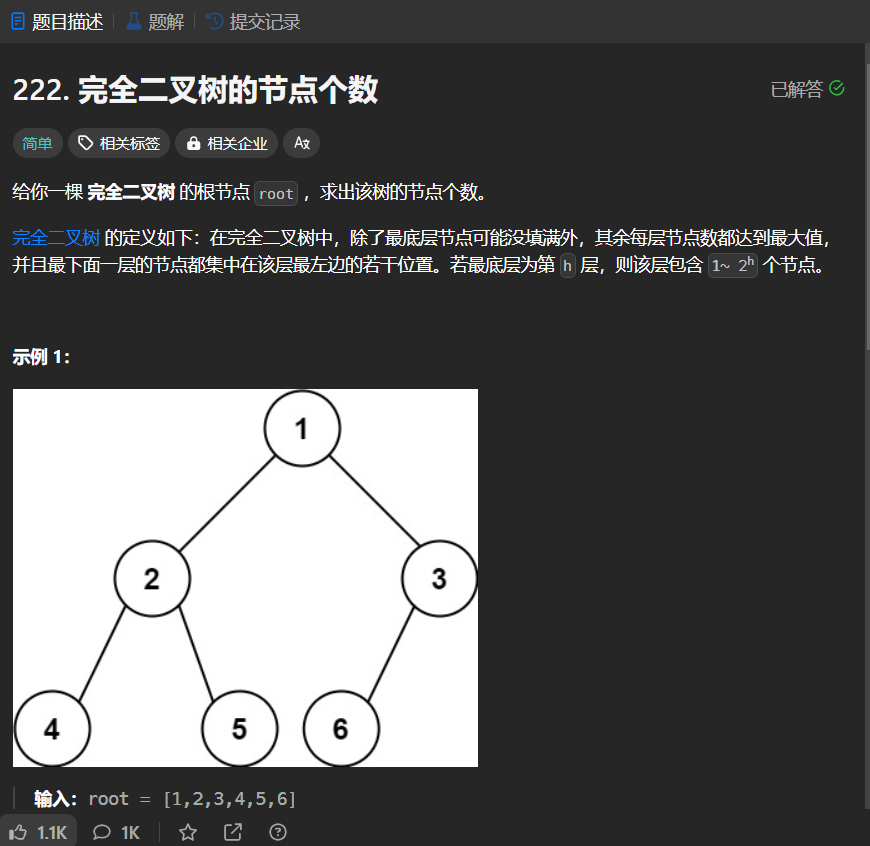 题目描述 题解 提交记录
222. 完全二叉树的节点个数 已解答
简单 相关标签 相关企业 Ax
给你一棵 完全二叉树 的根节点 root ,求出该树的节点个数。
完全二叉树 的定义如下:在完全二叉树中,除了最底层节点可能没填满外,其余每层节点数都达到最大值,
并且最下面一层的节点都集中在该层最左边的若干位置。若最底层为第 h 层,则该层包含 1~ 2ʰ 个节点。
示例 1:
1
2 3
4 5 6
输入:root = [1,2,3,4,5,6]
1.1K 1K